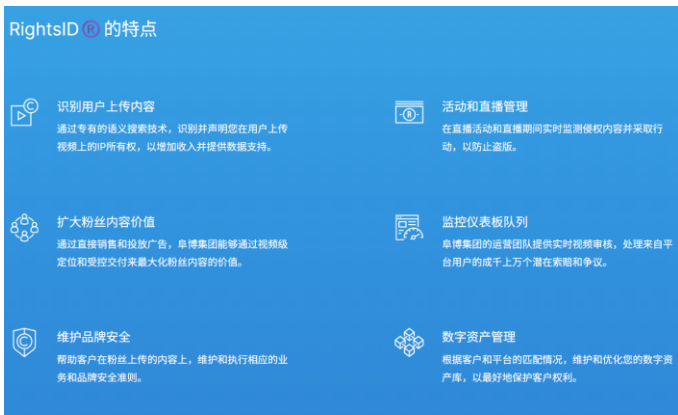 RightsID®的特点
识别用户上传内容
通过专有的语义搜索技术，识别并声明您在用户上传
视频上的IP所有权，以增加收入并提供数据支持。
活动和直播管理
在直播活动和直播期间实时监测侵权内容并采取行
动，以防止盗版。
扩大粉丝内容价值
通过直接销售和投放广告，阜博集团能够通过视频级
定位和受控交付来最大化粉丝内容的价值。
监控仪表板队列
阜博集团的运营团队提供实时视频审核，处理来自平
台用户的成千上万个潜在索赔和争议。
维护品牌安全
帮助客户在粉丝上传的内容上，维护和执行相应的业
务和品牌安全准则。
数字资产管理
根据客户和平台的匹配情况，维护和优化您的数字资
产库，以最好地保护客户权利。